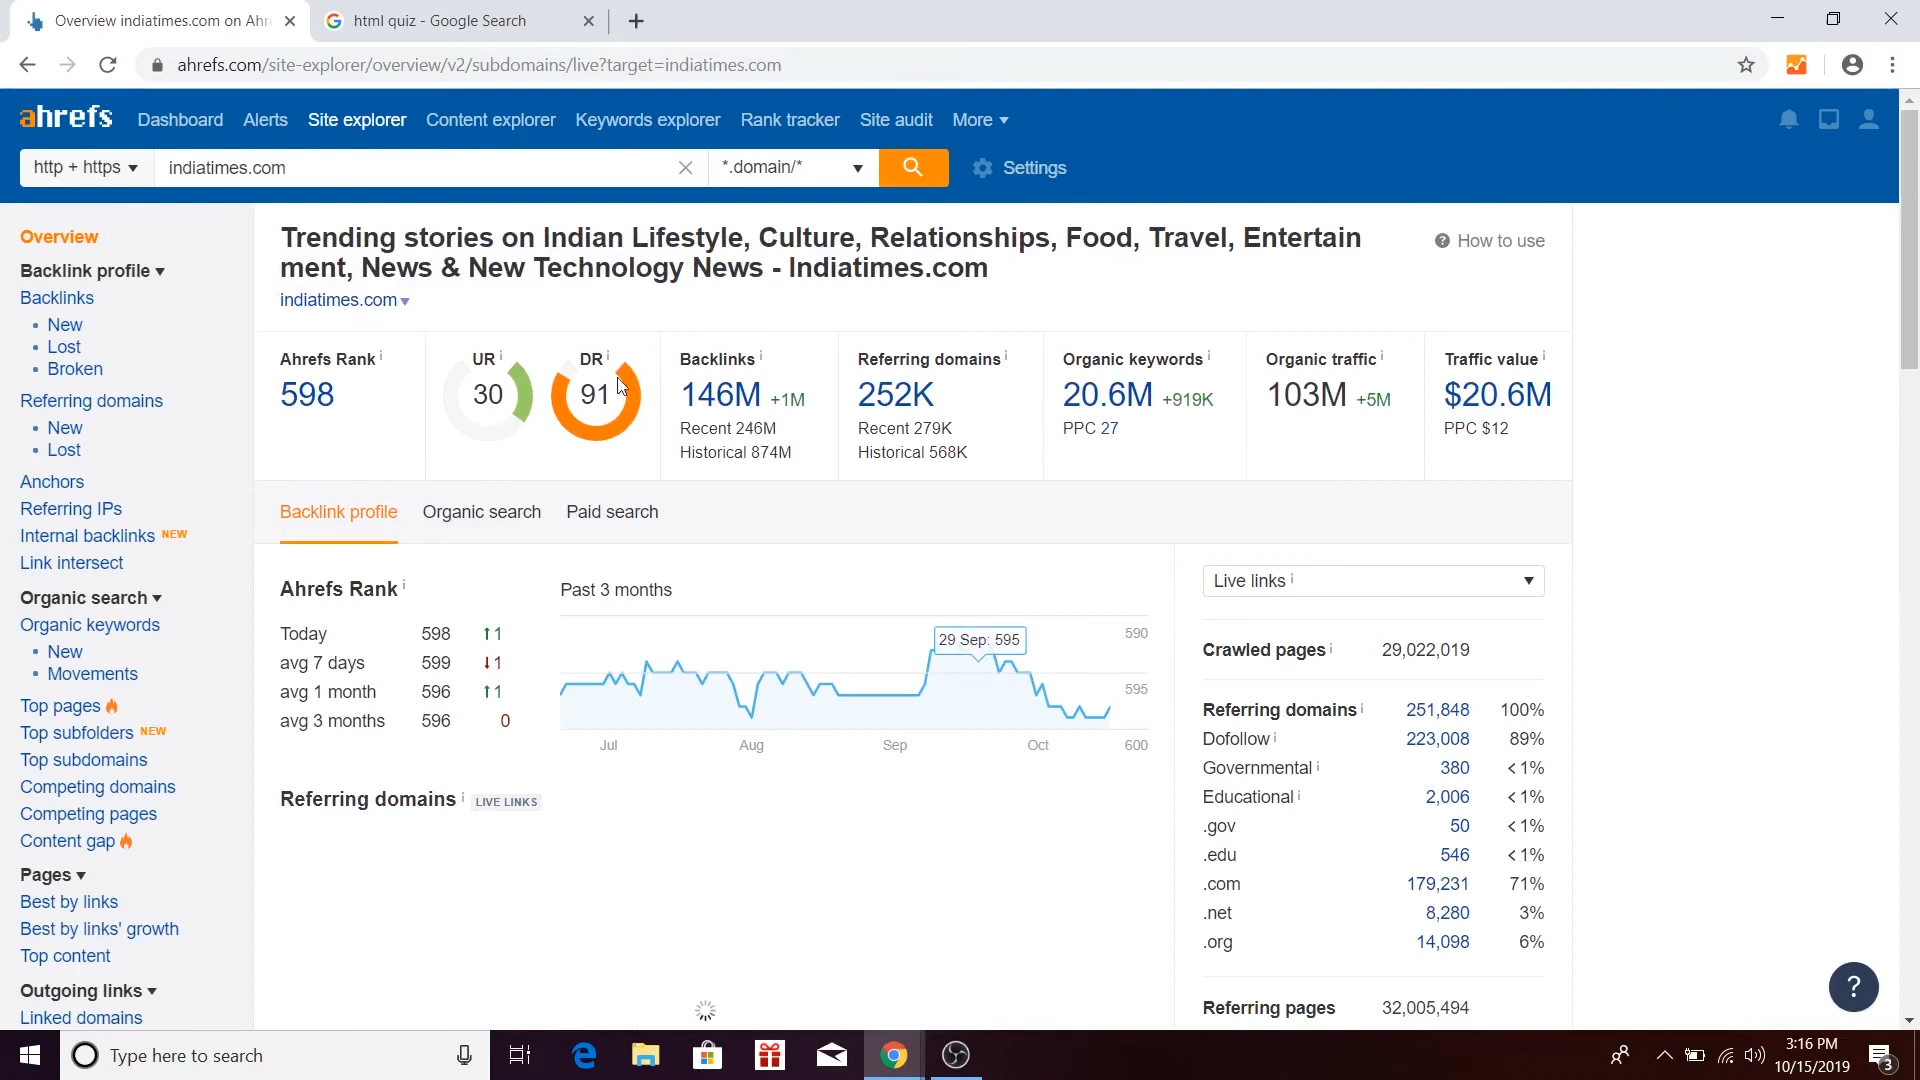 Overview indiatimes.com on Ahr
html quiz - Google Search
ahrefs.com/site-explorer/overview/v2/subdomains/live?target=indiatimes.com
ahrefs
Dashboard Alerts Site explorer Content explorer Keywords explorer Rank tracker Site audit More
http + https indiatimes.com *.domain/* Settings
Trending stories on Indian Lifestyle, Culture, Relationships, Food, Travel, Entertain
ment, News & New Technology News - Indiatimes.com
How to use
indiatimes.com
Overview
Backlink profile
Backlinks
• New
• Lost
• Broken
Referring domains
• New
• Lost
Anchors
Referring IPs
Internal backlinks NEW
Link intersect
Organic search
Organic keywords
• New
• Movements
Top pages
Top subfolders NEW
Top subdomains
Competing domains
Competing pages
Content gap
Pages
Best by links
Best by links' growth
Top content
Outgoing links
Linked domains
Ahrefs Rank i
598
UR i
30
DR i
91
Backlinks i
146M +1M
Recent 246M
Historical 874M
Referring domains i
252K
Recent 279K
Historical 568K
Organic keywords i
20.6M +919K
PPC 27
Organic traffic i
103M +5M
Traffic value i
$20.6M
PPC $12
Backlink profile Organic search Paid search
Ahrefs Rank i
Today 598 ↑1
avg 7 days 599 ↓1
avg 1 month 596 ↑1
avg 3 months 596 0
Past 3 months
29 Sep: 595
590
595
600
Jul Aug Sep Oct
Referring domains i LIVE LINKS
Live links i
Crawled pages i 29,022,019
Referring domains i 251,848 100%
Dofollow i 223,008 89%
Governmental i 380 <1%
Educational i 2,006 <1%
.gov 50 <1%
.edu 546 <1%
.com 179,231 71%
.net 8,280 3%
.org 14,098 6%
Referring pages 32,005,494
?
Type here to search
3:16 PM
10/15/2019
3